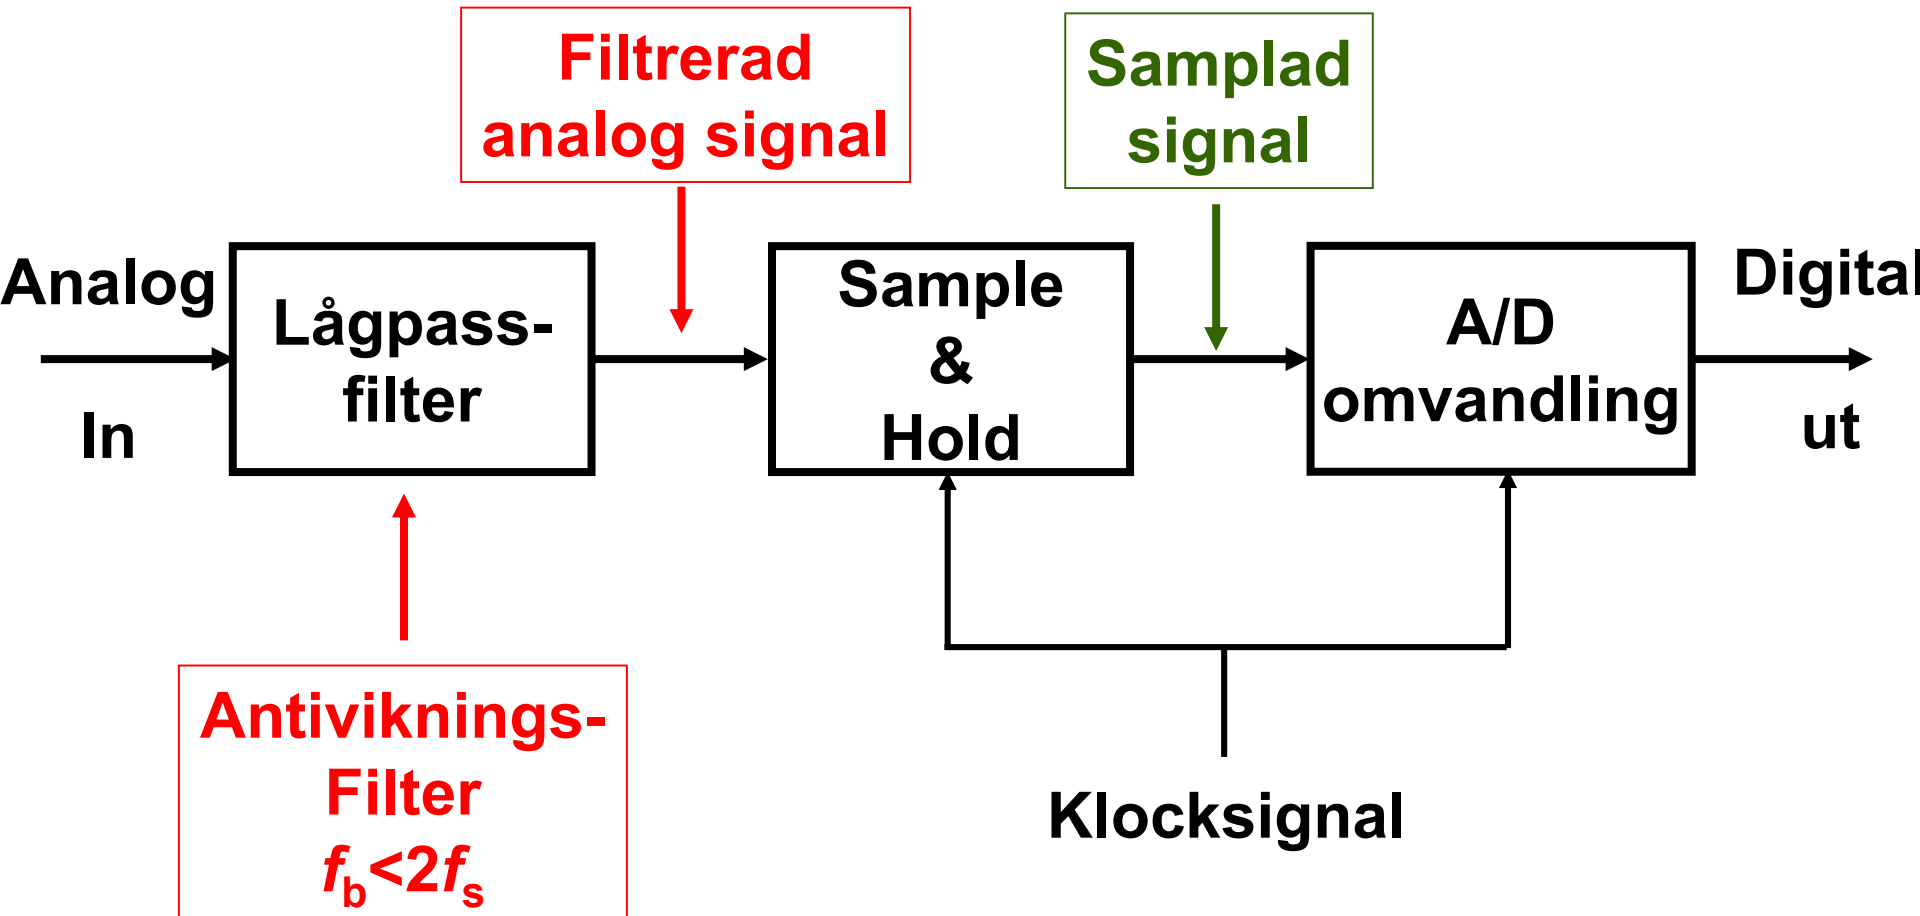 Filtrerad
analog signal
Samplad
signal
Analog
In
Lågpass-
filter
Sample
&
Hold
A/D
omvandling
Digital
ut
Antiviknings-
Filter
fb<2fs
Klocksignal